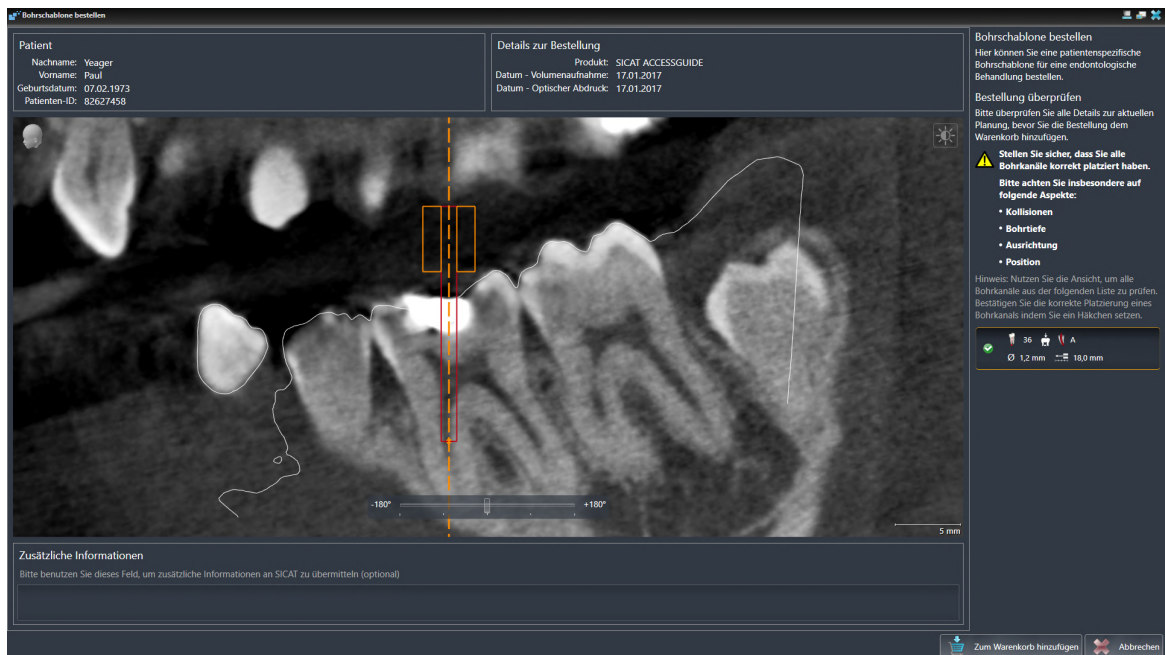 Bohrschablone bestellen
Patient
Nachname: Yeager
Vorname: Paul
Geburtsdatum: 07.02.1973
Patienten-ID: 82627458
Details zur Bestellung
Produkt: SICAT ACCESSGUIDE
Datum - Volumenaufnahme: 17.01.2017
Datum - Optischer Abdruck: 17.01.2017
-180° +180°
5 mm
Zusätzliche Informationen
Bitte benutzen Sie dieses Feld, um zusätzliche Informationen an SICAT zu übermitteln (optional)
Bohrschablone bestellen
Hier können Sie eine patientenspezifische
Bohrschablone für eine endontologische
Behandlung bestellen.
Bestellung überprüfen
Bitte überprüfen Sie alle Details zur aktuellen
Planung, bevor Sie die Bestellung dem
Warenkorb hinzufügen.
Stellen Sie sicher, dass Sie alle
Bohrkanäle korrekt platziert haben.
Bitte achten Sie insbesondere auf
folgende Aspekte:
• Kollisionen
• Bohrtiefe
• Ausrichtung
• Position
Hinweis: Nutzen Sie die Ansicht, um alle
Bohrkanäle aus der folgenden Liste zu prüfen.
Bestätigen Sie die korrekte Platzierung eines
Bohrkanals indem Sie ein Häkchen setzen.
36 A
Ø 1,2 mm 18,0 mm
Zum Warenkorb hinzufügen Abbrechen